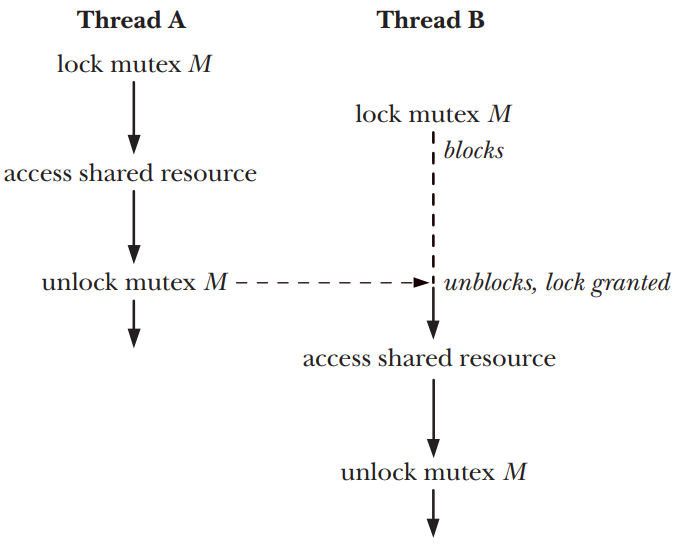 Thread A
Thread B
lock mutex M
lock mutex M
blocks
access shared resource
unlock mutex M
unblocks, lock granted
access shared resource
unlock mutex M